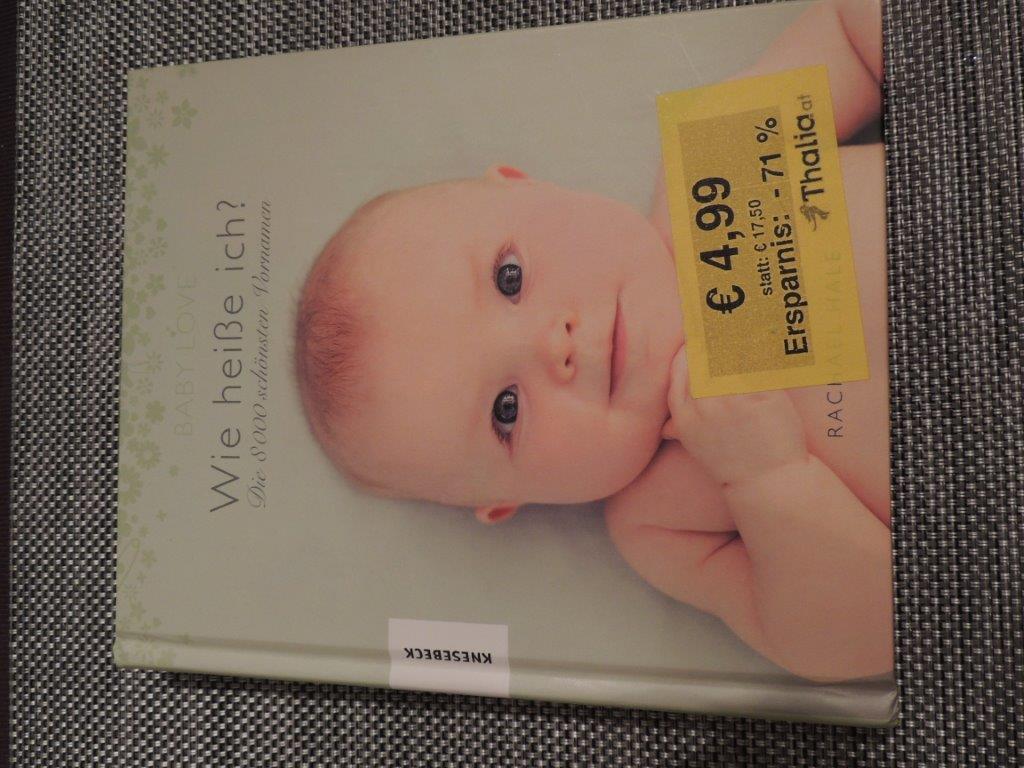 BABY LOVE
Wie heiße ich?
Die 8000 schönsten Vornamen
€ 4,99
statt: € 17,50
Ersparnis: - 71 %
Thalia.at
RACHAEL HALE
KNESEBECK